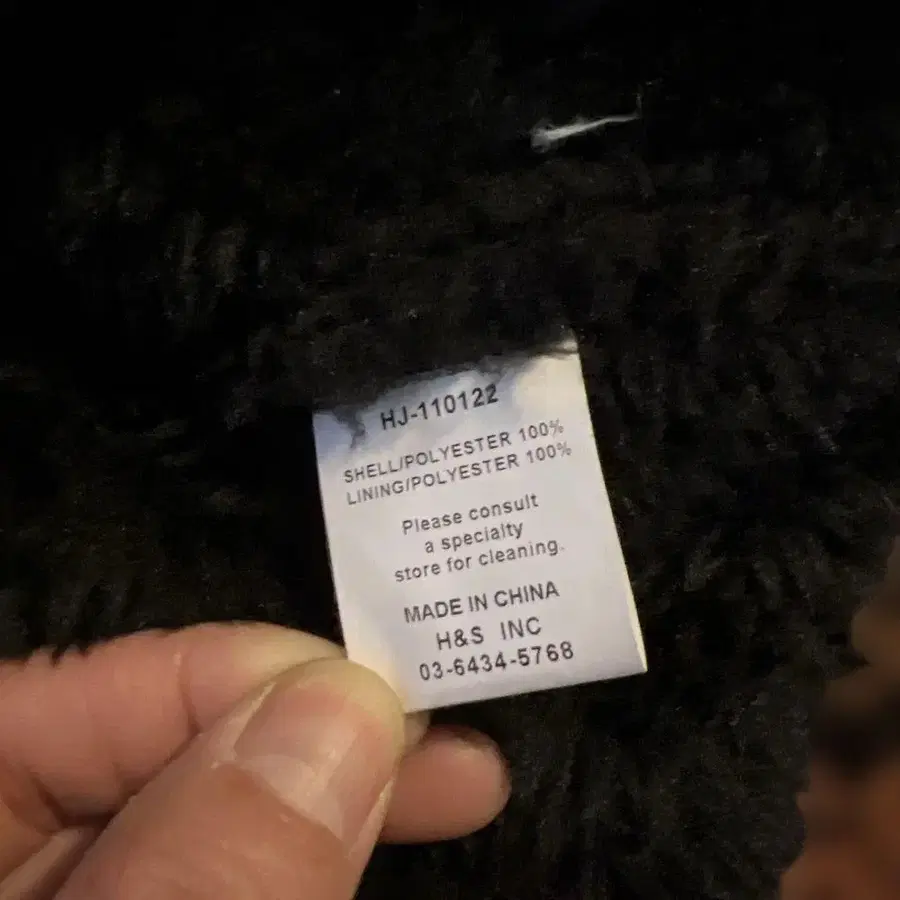 HJ-110122
SHELL/POLYESTER 100%
LINING/POLYESTER 100%
Please consult
a specialty
store for cleaning.
MADE IN CHINA
H&S INC
03-6434-5768